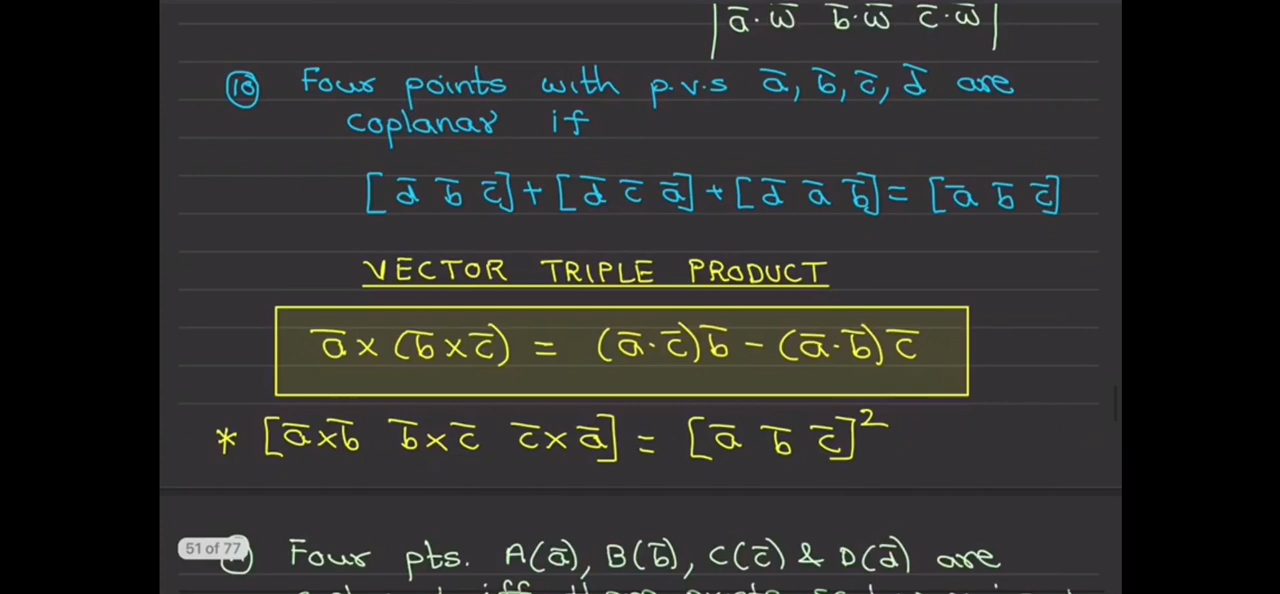 |a̅·w̅ b̅·w̅ c̅·w̅|
⑩ Four points with p.v.s a̅, b̅, c̅, d̅ are
coplanar if
[d̅ b̅ c̅]+[d̅ c̅ a̅]+[d̅ a̅ b̅]=[a̅ b̅ c̅]
VECTOR TRIPLE PRODUCT
a̅×(b̅×c̅) = (a̅·c̅)b̅-(a̅·b̅)c̅
* [a̅×b̅ b̅×c̅ c̅×a̅] = [a̅ b̅ c̅]²
51 of 77
Four pts. A(a̅), B(b̅), C(c̅) & D(d̅) are